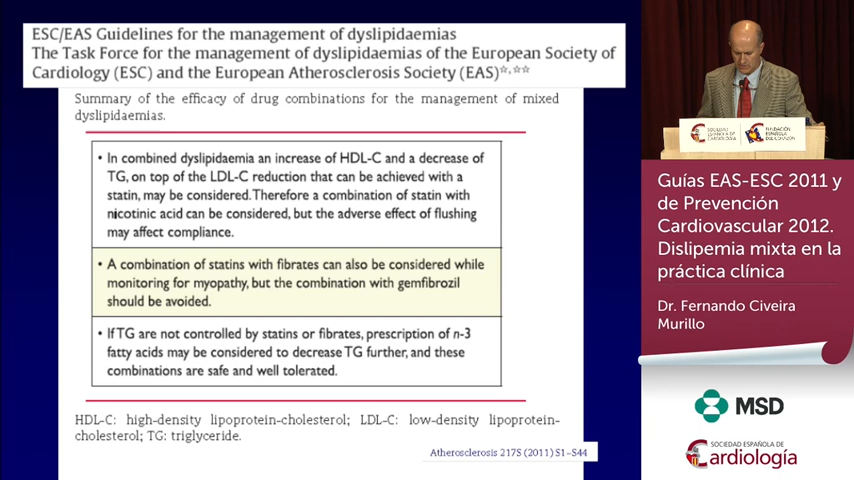 ESC/EAS Guidelines for the management of dyslipidaemias
The Task Force for the management of dyslipidaemias of the European Society of
Cardiology (ESC) and the European Atherosclerosis Society (EAS)☆,☆☆
Summary of the efficacy of drug combinations for the management of mixed
dyslipidaemias.
• In combined dyslipidaemia an increase of HDL-C and a decrease of
TG, on top of the LDL-C reduction that can be achieved with a
statin, may be considered. Therefore a combination of statin with
nicotinic acid can be considered, but the adverse effect of flushing
may affect compliance.
• A combination of statins with fibrates can also be considered while
monitoring for myopathy, but the combination with gemfibrozil
should be avoided.
• If TG are not controlled by statins or fibrates, prescription of n-3
fatty acids may be considered to decrease TG further, and these
combinations are safe and well tolerated.
HDL-C: high-density lipoprotein-cholesterol; LDL-C: low-density lipoprotein-
cholesterol; TG: triglyceride.
Atherosclerosis 217S (2011) S1–S44
SOCIEDAD
ESPAÑOLA DE
CARDIOLOGÍA
FUNDACIÓN
ESPAÑOLA
DEL CORAZÓN
Guías EAS-ESC 2011 y
de Prevención
Cardiovascular 2012.
Dislipemia mixta en la
práctica clínica
Dr. Fernando Civeira
Murillo
MSD
SOCIEDAD ESPAÑOLA DE
Cardiología